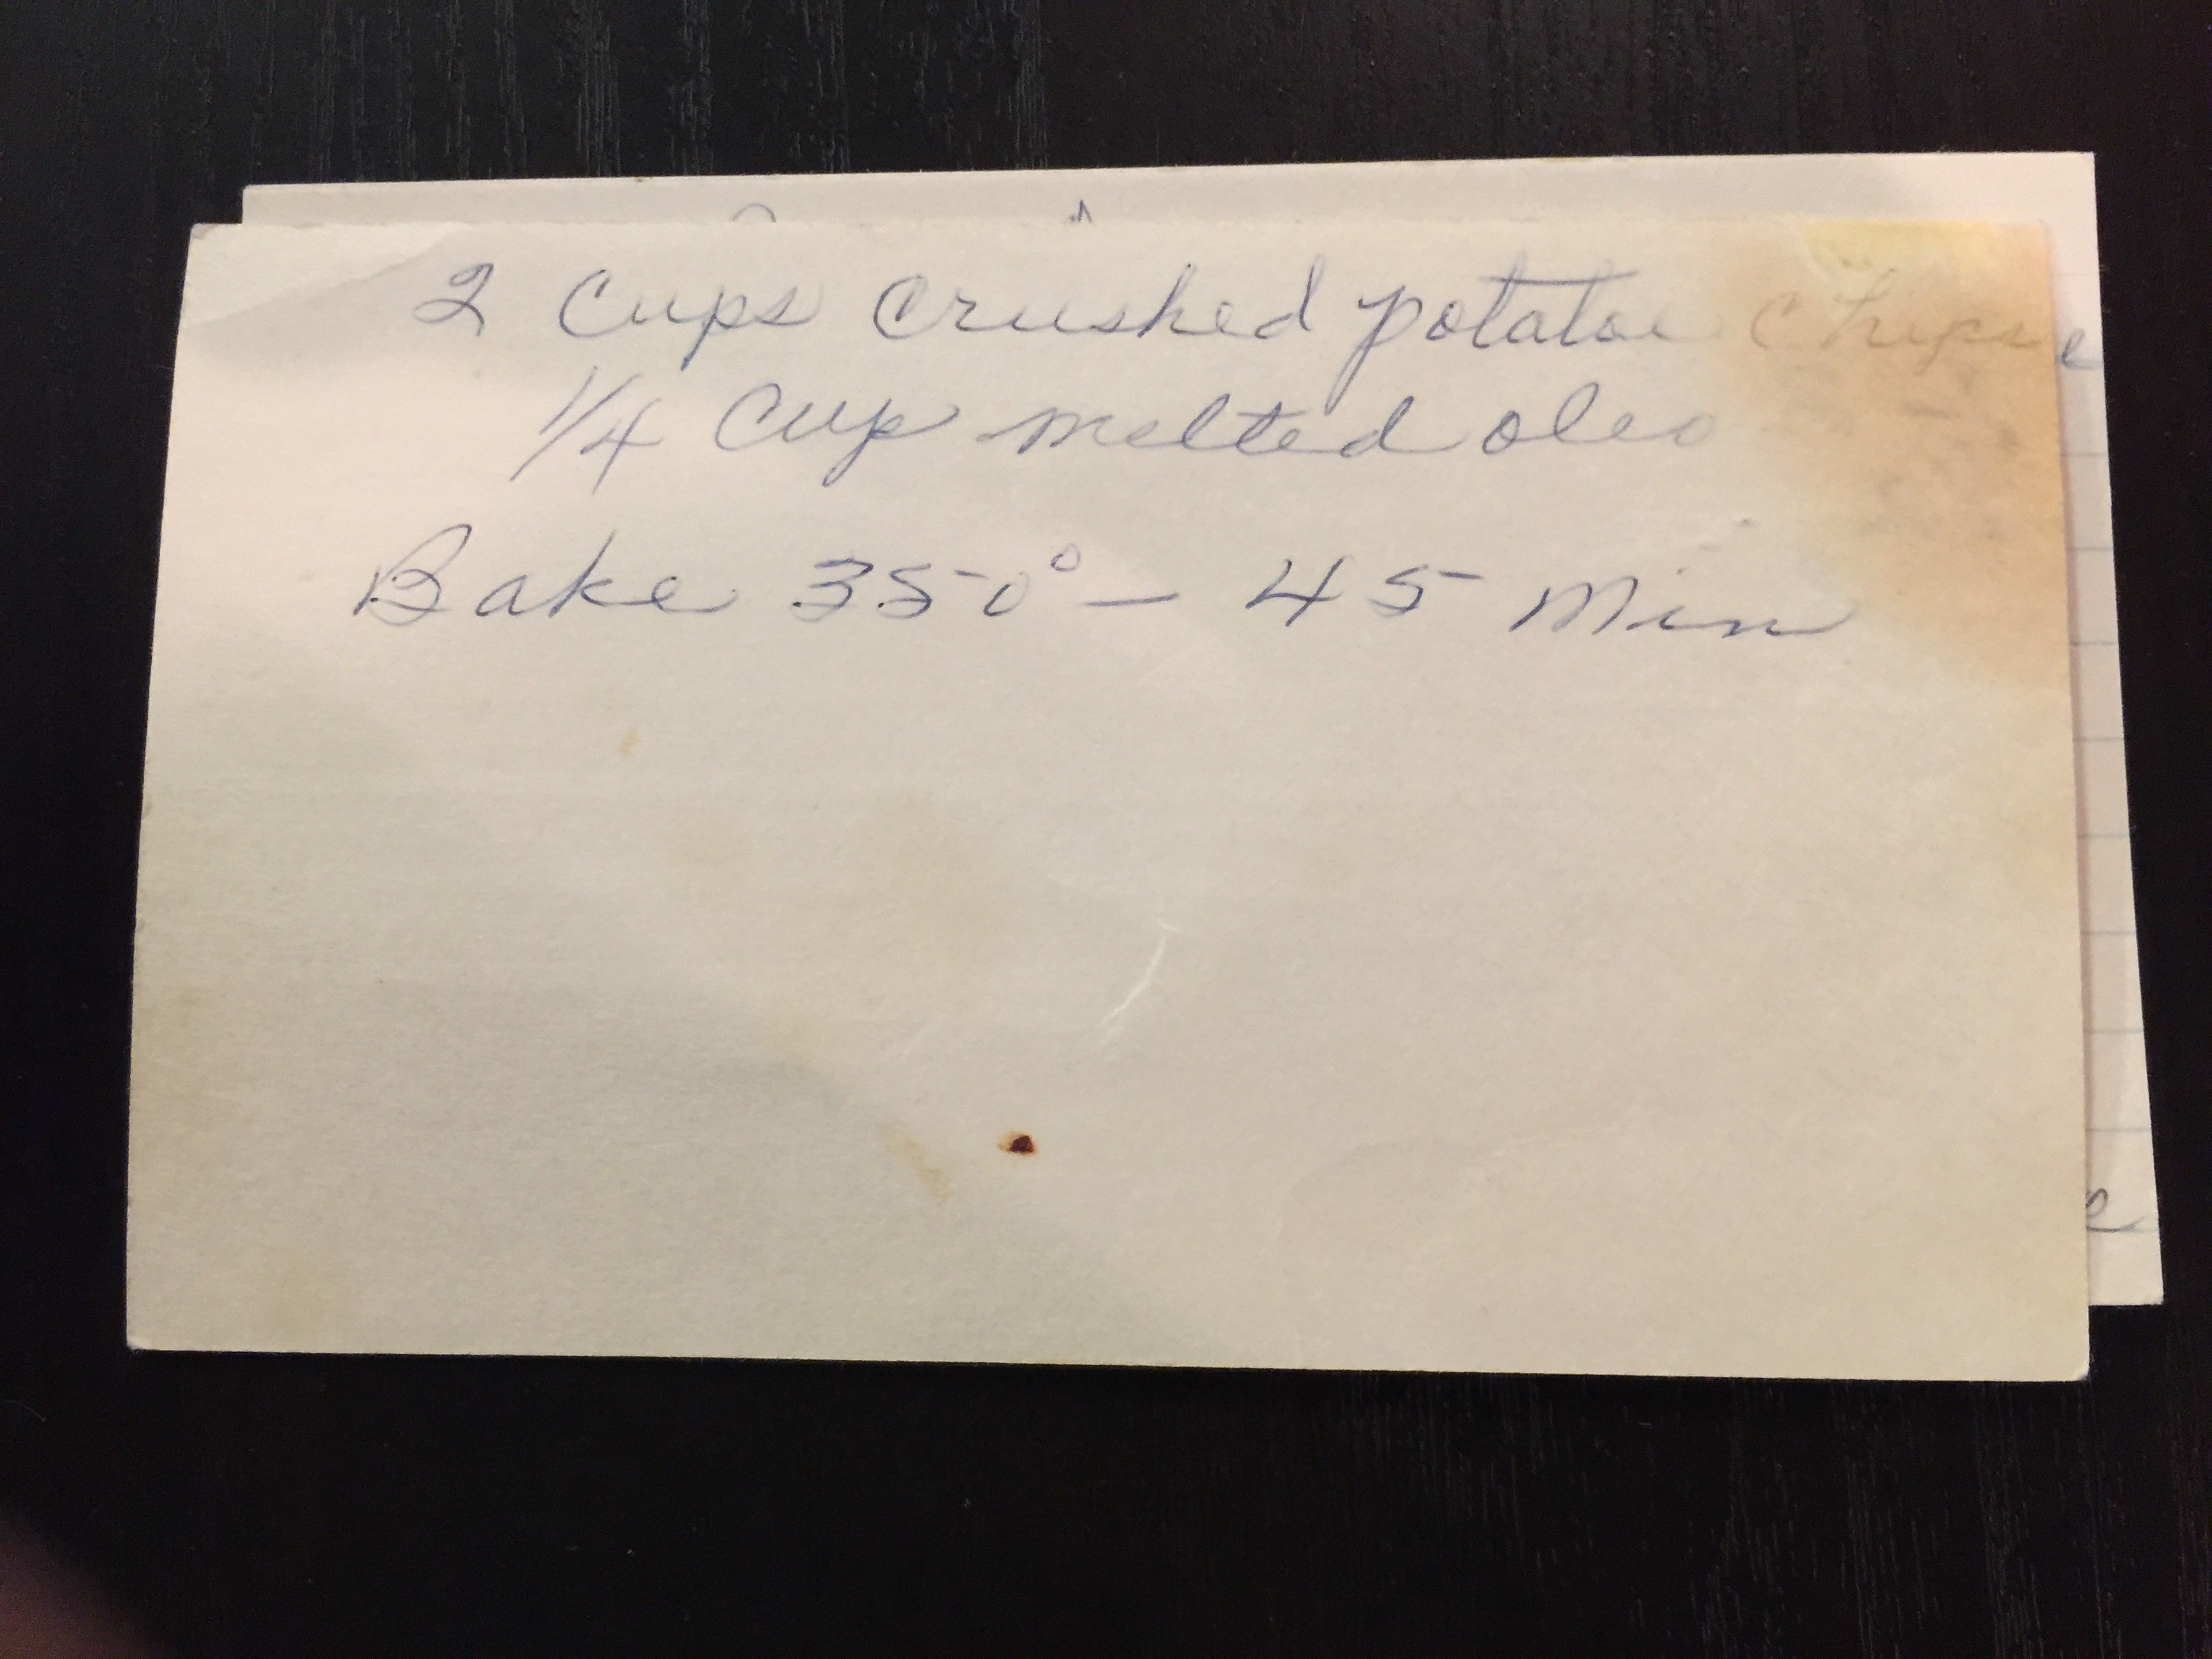 2 Cups crushed potatoe chips
1/4 Cup melted oleo
Bake 350° — 45 Min